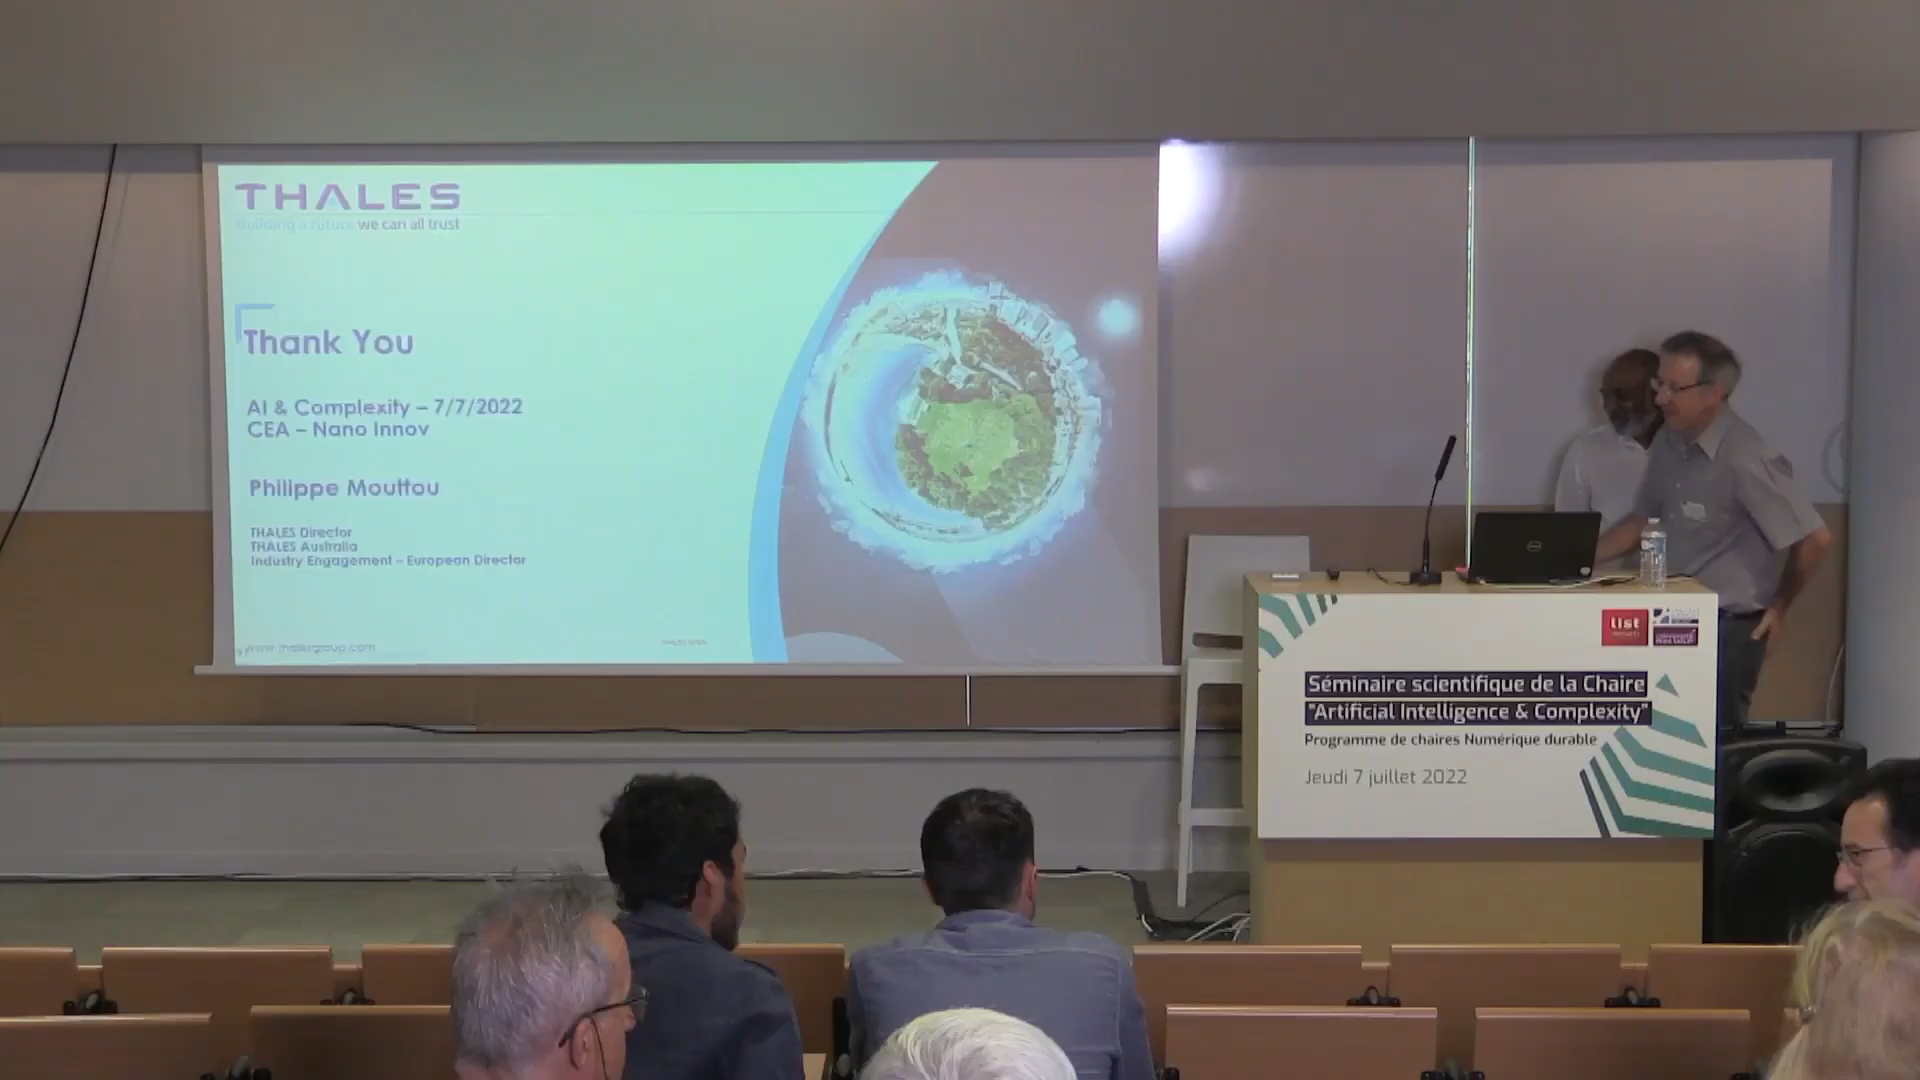 THALES
Building a future we can all trust
Thank You
AI & Complexity – 7/7/2022
CEA – Nano Innov
Philippe Mouttou
THALES Director
THALES Australia
Industry Engagement – European Director
www.thalesgroup.com
list
Séminaire scientifique de la Chaire
"Artificial Intelligence & Complexity"
Programme de chaires Numérique durable
Jeudi 7 juillet 2022